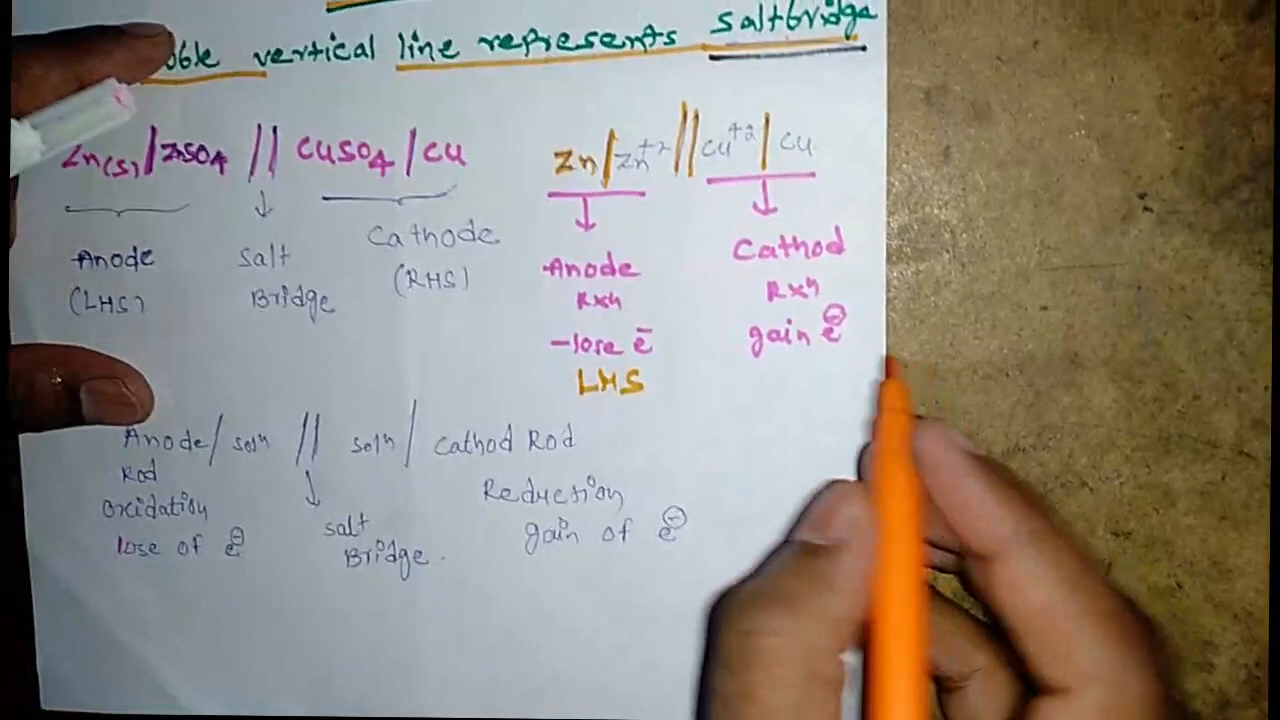 vertical line represents saltbridge
Zn(s)/ZnSO4 // CuSO4 / Cu
Anode
(LHS)
Salt
Bridge
Cathode
(RHS)
Zn/Zn+2 // Cu+2 / Cu
Anode
Rxn
-lose e-
LHS
Cathod
Rxn
gain e-
Anode/ soln // soln / Cathod Rod
Rod
oxidation
lose of e-
salt
Bridge.
Reduction
gain of e-